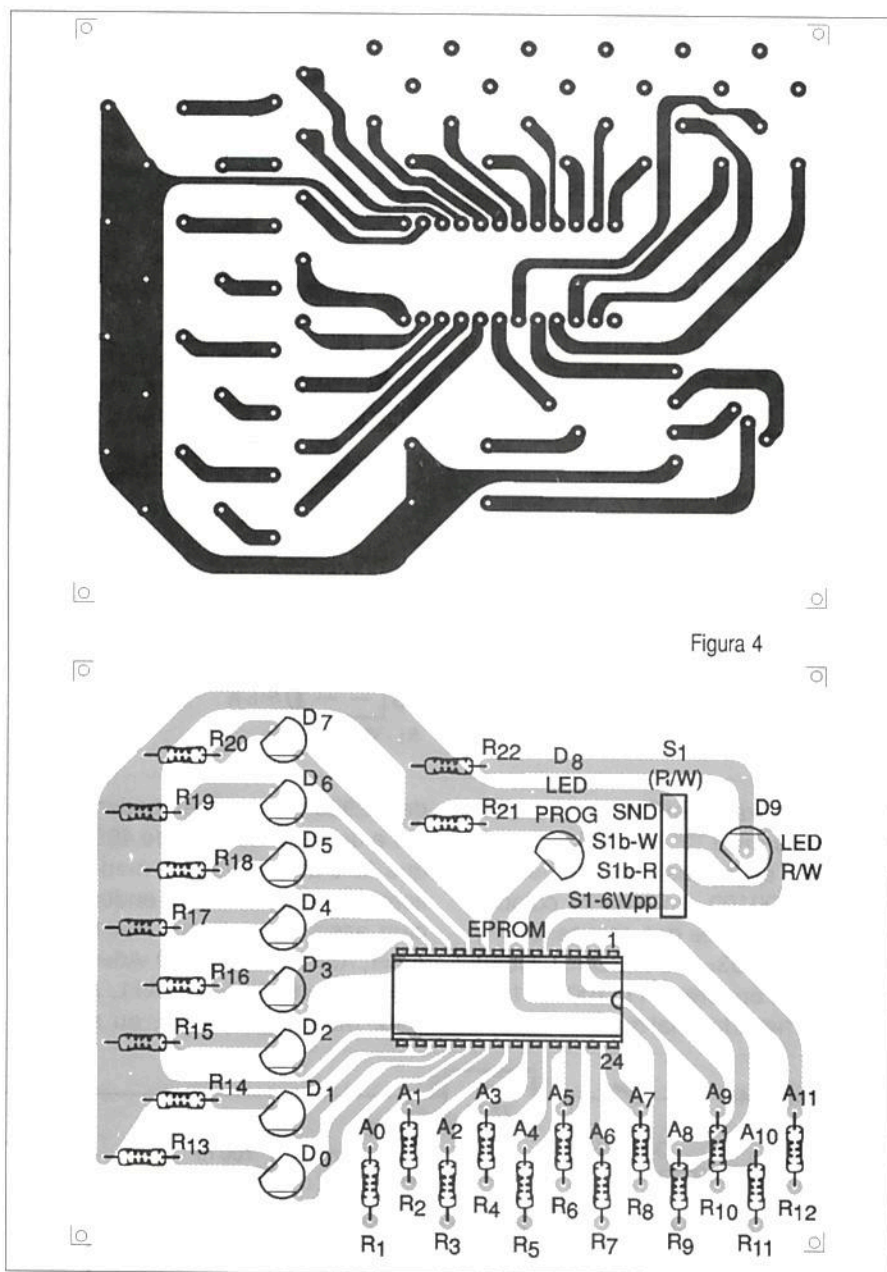 Figura 4
D7
R20
R22
D8
S1
(R/W)
LED
D6
SND
D9
R19
R21
PROG
S1b-W
LED
D5
S1b-R
R/W
R18
S1-6\Vpp
D4
R17
EPROM
1
D3
R16
D2
R15
24
D1
R14
A1
A3
A5
A7
A9
A11
A0
A2
A4
A6
A8
A10
R13
D0
R2
R4
R6
R8
R10
R12
R1
R3
R5
R7
R9
R11